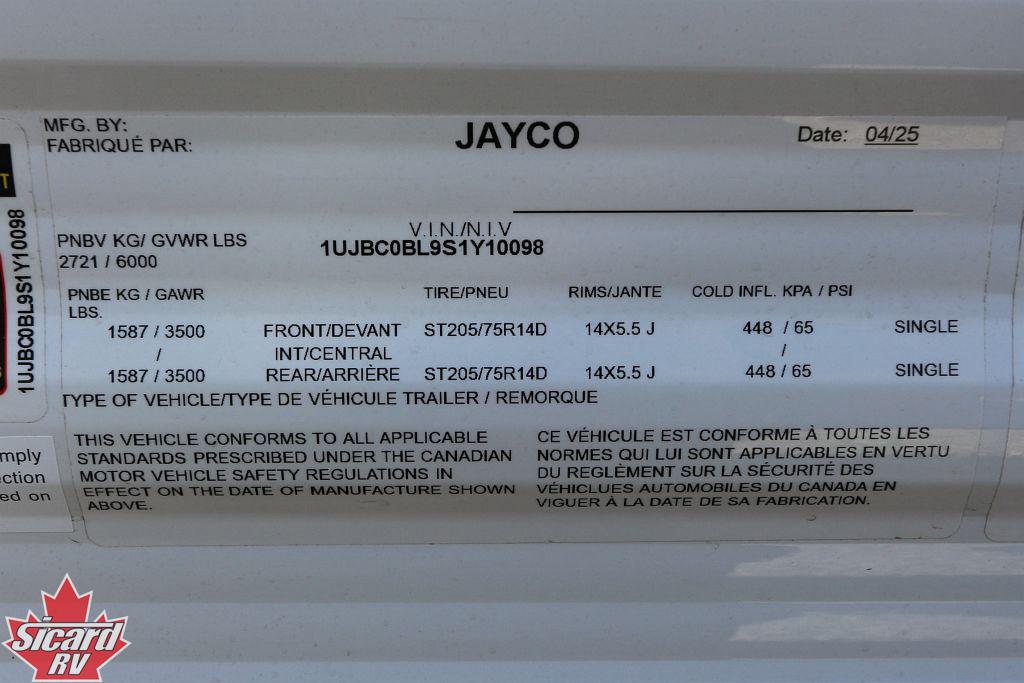 MFG. BY:
FABRIQUÉ PAR:
JAYCO
Date: 04/25
V.I.N./N.I.V
1UJBC0BL9S1Y10098
PNBV KG/ GVWR LBS
2721 / 6000
PNBE KG / GAWR
LBS.
TIRE/PNEU RIMS/JANTE COLD INFL. KPA / PSI
1587 / 3500 FRONT/DEVANT ST205/75R14D 14X5.5 J 448 / 65 SINGLE
/ INT/CENTRAL /
1587 / 3500 REAR/ARRIÈRE ST205/75R14D 14X5.5 J 448 / 65 SINGLE
TYPE OF VEHICLE/TYPE DE VÉHICULE TRAILER / REMORQUE
THIS VEHICLE CONFORMS TO ALL APPLICABLE
STANDARDS PRESCRIBED UNDER THE CANADIAN
MOTOR VEHICLE SAFETY REGULATIONS IN
EFFECT ON THE DATE OF MANUFACTURE SHOWN
ABOVE.
CE VÉHICULE EST CONFORME À TOUTES LES
NORMES QUI LUI SONT APPLICABLES EN VERTU
DU REGLÈMENT SUR LA SÉCURITÉ DES
VÉHICLUES AUTOMOBILES DU CANADA EN
VIGUER À LA DATE DE SA FABRICATION.
1UJBC0BL9S1Y10098
T
mply
ction
ed on
Sicard
RV